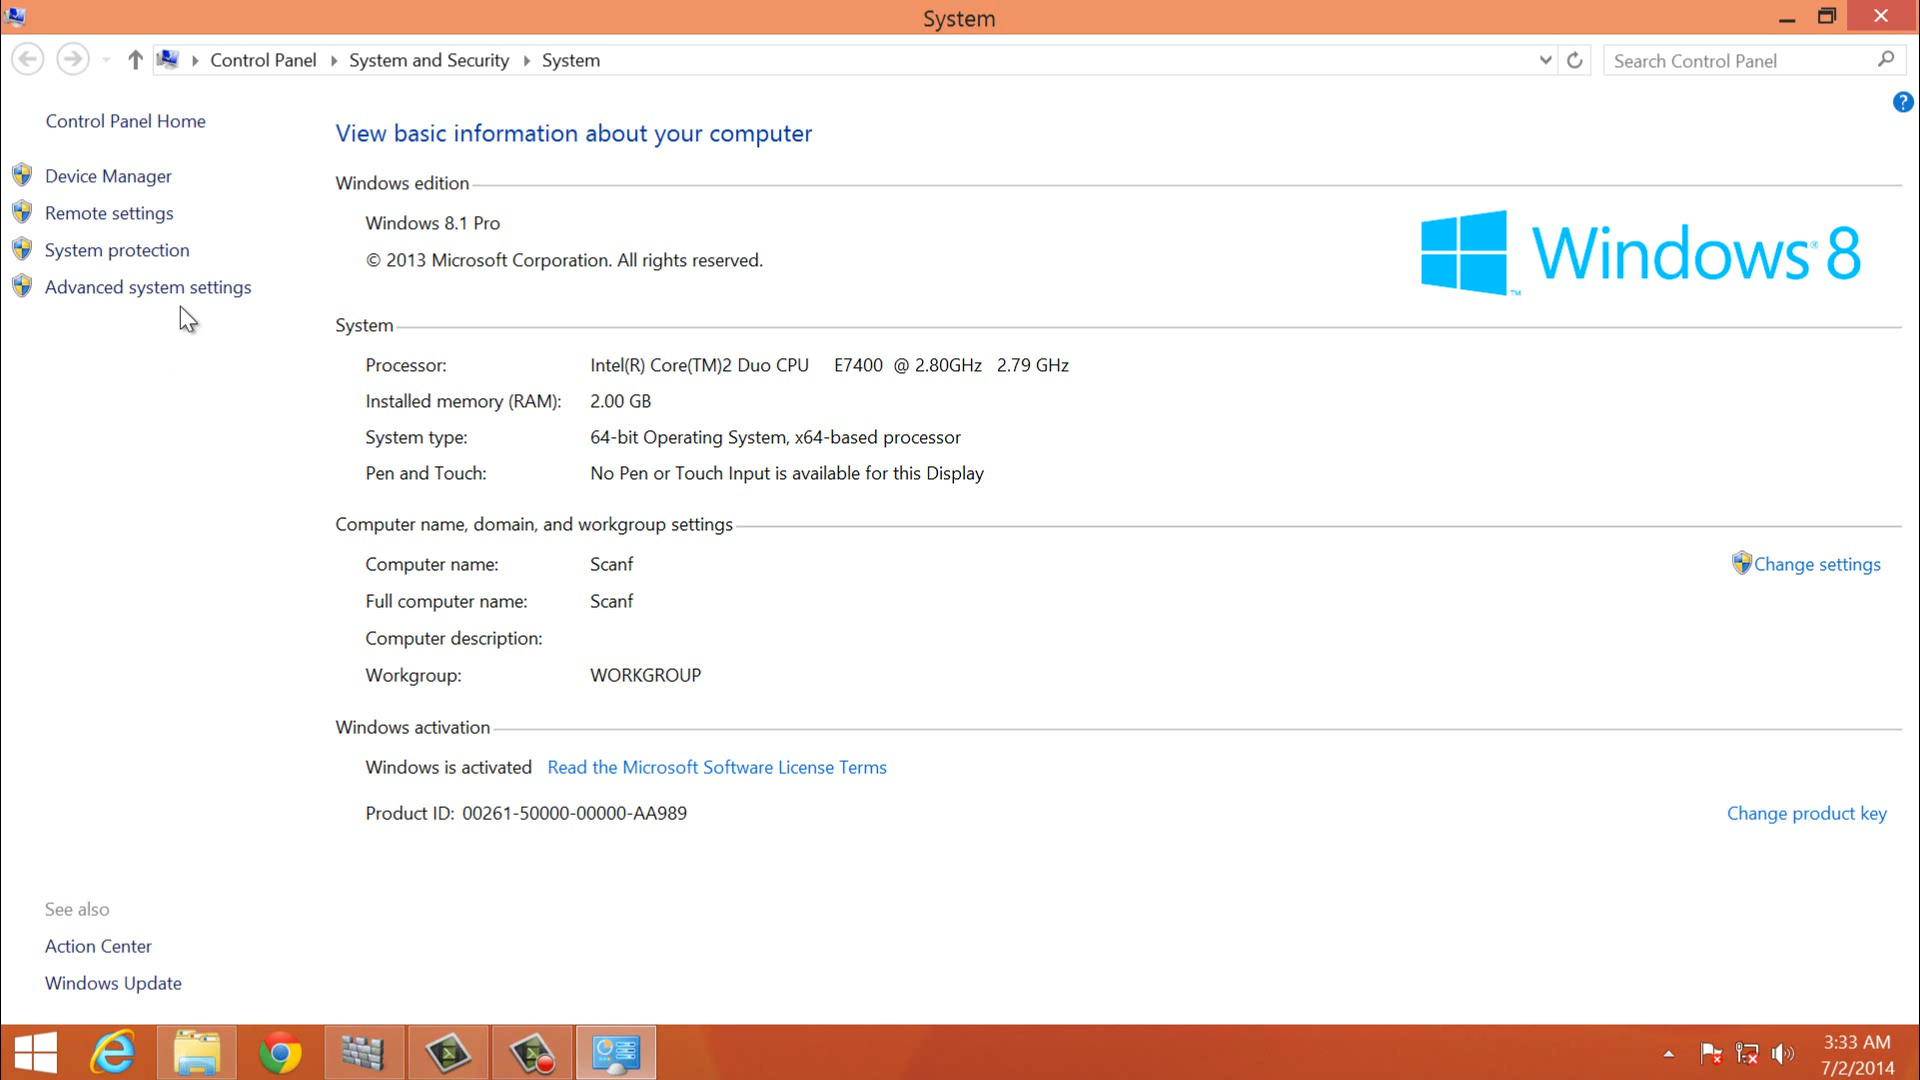 System
Control Panel System and Security System
Search Control Panel
Control Panel Home
Device Manager
Remote settings
System protection
Advanced system settings
View basic information about your computer
Windows edition
Windows 8.1 Pro
© 2013 Microsoft Corporation. All rights reserved.
Windows® 8
™
System
Processor: Intel(R) Core(TM)2 Duo CPU E7400 @ 2.80GHz 2.79 GHz
Installed memory (RAM): 2.00 GB
System type: 64-bit Operating System, x64-based processor
Pen and Touch: No Pen or Touch Input is available for this Display
Computer name, domain, and workgroup settings
Computer name: Scanf
Change settings
Full computer name: Scanf
Computer description:
Workgroup: WORKGROUP
Windows activation
Windows is activated Read the Microsoft Software License Terms
Product ID: 00261-50000-00000-AA989
Change product key
See also
Action Center
Windows Update
3:33 AM
7/2/2014